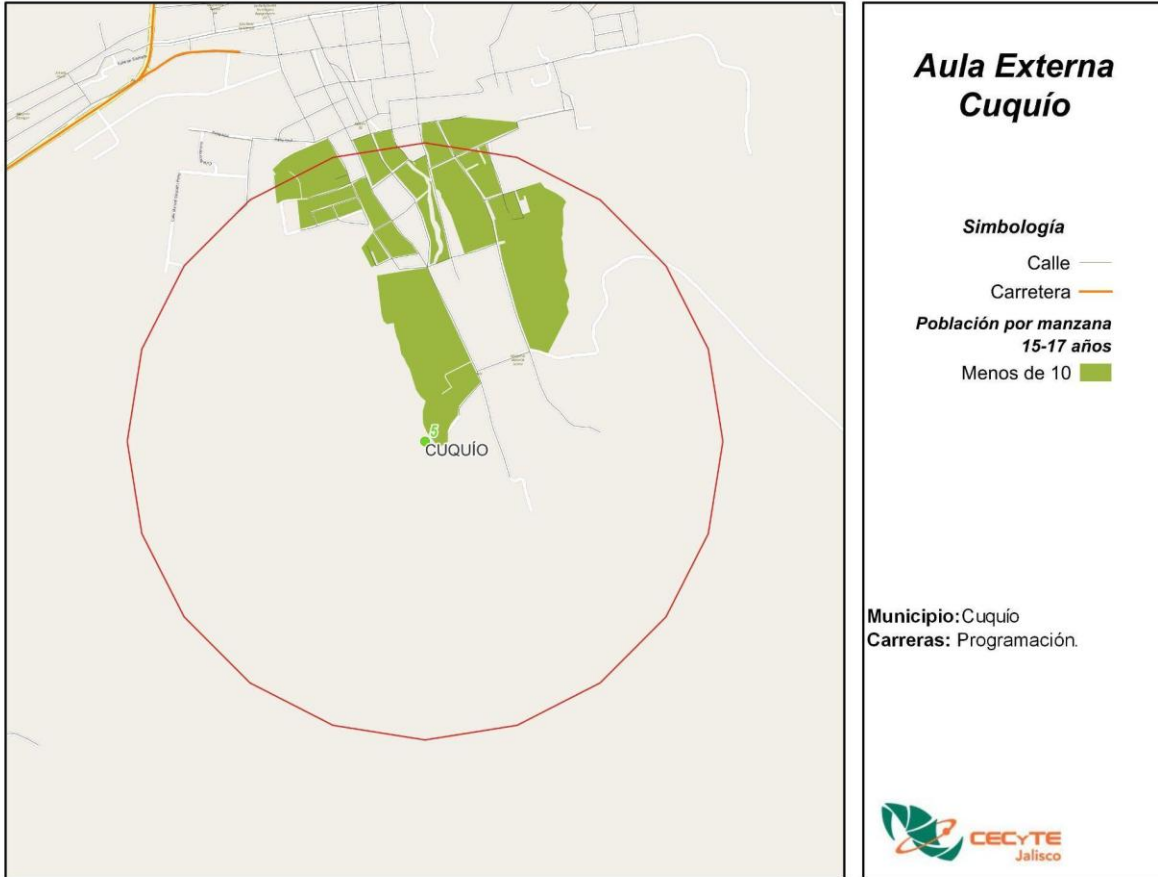 Aula Externa
Cuquío
Simbología
Calle
Carretera
Población por manzana
15-17 años
Menos de 10
5
CUQUÍO
Municipio:Cuquío
Carreras: Programación.
CECyTE
Jalisco